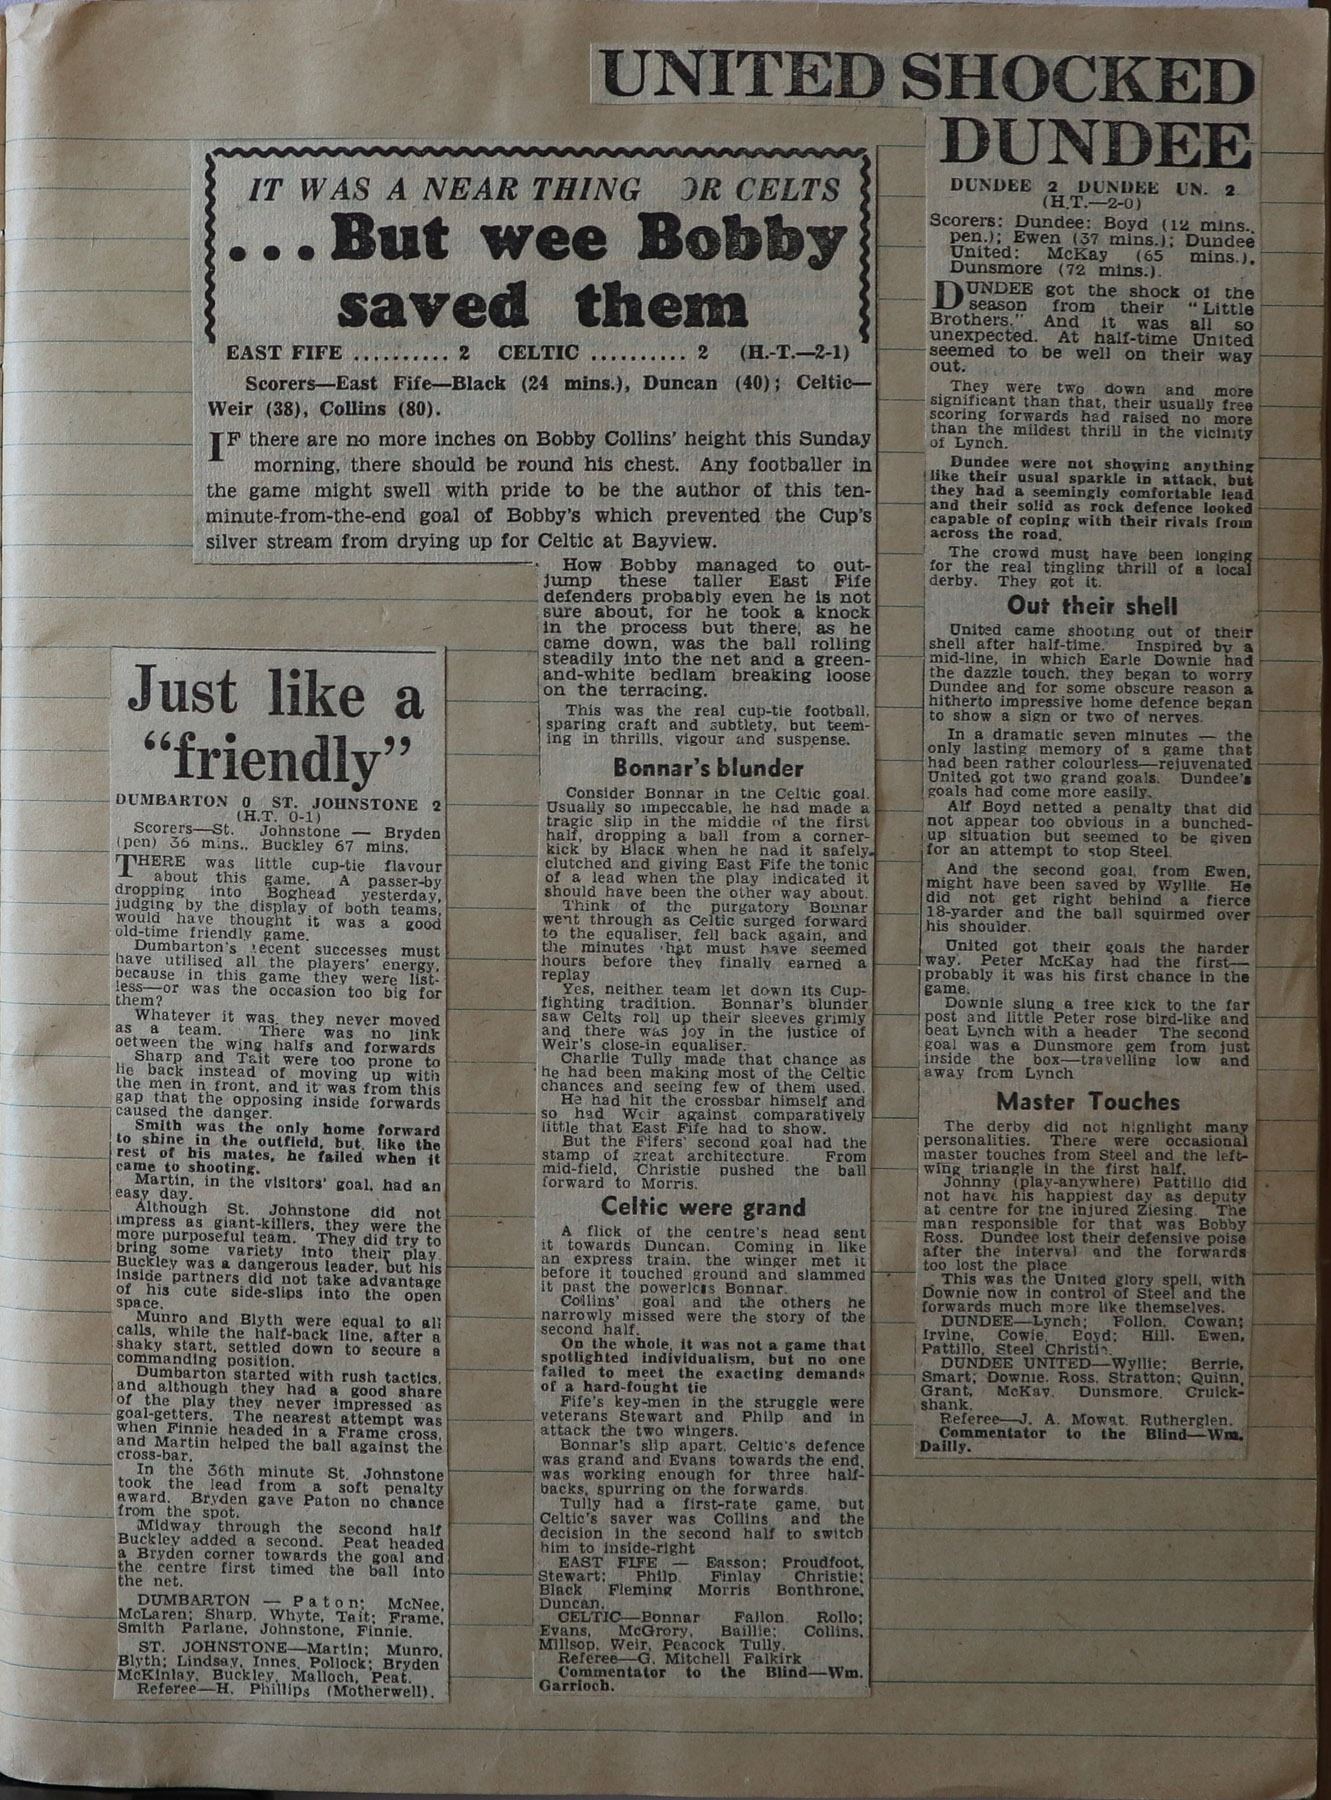 UNITED SHOCKED
DUNDEE
IT WAS A NEAR THING OR CELTS
...But wee Bobby
saved them
EAST FIFE .......... 2 CELTIC .......... 2 (H.-T.—2-1)
Scorers—East Fife—Black (24 mins.), Duncan (40); Celtic—
Weir (38), Collins (80).
IF there are no more inches on Bobby Collins' height this Sunday
morning, there should be round his chest. Any footballer in
the game might swell with pride to be the author of this ten-
minute-from-the-end goal of Bobby's which prevented the Cup's
silver stream from drying up for Celtic at Bayview.
How Bobby managed to out-
jump these taller East Fife
defenders probably even he is not
sure about, for he took a knock
in the process but there, as he
came down, was the ball rolling
steadily into the net and a green-
and-white bedlam breaking loose
on the terracing.
This was the real cup-tie football,
sparing craft and subtlety, but teem-
ing in thrills, vigour and suspense.
Bonnar's blunder
Consider Bonnar in the Celtic goal.
Usually so impeccable, he had made a
tragic slip in the middle of the first
half, dropping a ball from a corner-
kick by Black when he had it safely
clutched and giving East Fife the tonic
of a lead when the play indicated it
should have been the other way about.
Think of the purgatory Bonnar
went through as Celtic surged forward
to the equaliser, fell back again, and
the minutes that must have seemed
hours before they finally earned a
replay
Yes, neither team let down its Cup-
fighting tradition. Bonnar's blunder
saw Celts roll up their sleeves grimly
and there was joy in the justice of
Weir's close-in equaliser.
Charlie Tully made that chance as
he had been making most of the Celtic
chances and seeing few of them used.
He had hit the crossbar himself and
so had Weir against comparatively
little that East Fife had to show.
But the Fifers' second goal had the
stamp of great architecture. From
mid-field, Christie pushed the ball
forward to Morris.
Celtic were grand
A flick of the centre's head sent
it towards Duncan. Coming in like
an express train, the winger met it
before it touched ground and slammed
it past the powerless Bonnar.
Collins' goal and the others he
narrowly missed were the story of the
second half.
On the whole, it was not a game that
spotlighted individualism, but no one
failed to meet the exacting demands
of a hard-fought tie
Fife's key-men in the struggle were
veterans Stewart and Philp and in
attack the two wingers.
Bonnar's slip apart, Celtic's defence
was grand and Evans towards the end,
was working enough for three half-
backs, spurring on the forwards.
Tully had a first-rate game, but
Celtic's saver was Collins and the
decision in the second half to switch
him to inside-right
EAST FIFE — Easson; Proudfoot,
Stewart; Philp, Finlay Christie;
Black Fleming Morris Bonthrone,
Duncan.
CELTIC—Bonnar Fallon Rollo;
Evans, McGrory, Baillie; Collins,
Millsop, Weir, Peacock Tully.
Referee—G. Mitchell Falkirk
Commentator to the Blind—Wm.
Garrioch.
Just like a
"friendly"
DUMBARTON 0 ST. JOHNSTONE 2
(H.T. 0-1)
Scorers—St. Johnstone — Bryden
(pen) 36 mins., Buckley 67 mins.
THERE was little cup-tie flavour
about this game. A passer-by
dropping into Boghead yesterday,
judging by the display of both teams,
would have thought it was a good
old-time friendly game.
Dumbarton's recent successes must
have utilised all the players' energy,
because in this game they were list-
less—or was the occasion too big for
them?
Whatever it was, they never moved
as a team. There was no link
between the wing halfs and forwards
Sharp and Tait were too prone to
lie back instead of moving up with
the men in front, and it was from this
gap that the opposing inside forwards
caused the danger.
Smith was the only home forward
to shine in the outfield, but, like the
rest of his mates, he failed when it
came to shooting.
Martin, in the visitors' goal, had an
easy day.
Although St. Johnstone did not
impress as giant-killers, they were the
more purposeful team. They did try to
bring some variety into their play.
Buckley was a dangerous leader, but his
inside partners did not take advantage
of his cute side-slips into the open
space.
Munro and Blyth were equal to all
calls, while the half-back line, after a
shaky start, settled down to secure a
commanding position.
Dumbarton started with rush tactics,
and although they had a good share
of the play they never impressed as
goal-getters. The nearest attempt was
when Finnie headed in a Frame cross,
and Martin helped the ball against the
cross-bar.
In the 36th minute St. Johnstone
took the lead from a soft penalty
award. Bryden gave Paton no chance
from the spot.
Midway through the second half
Buckley added a second. Peat headed
a Bryden corner towards the goal and
the centre first timed the ball into
the net.
DUMBARTON — Paton; McNee,
McLaren; Sharp, Whyte, Tait; Frame,
Smith Parlane, Johnstone, Finnie.
ST. JOHNSTONE—Martin; Munro,
Blyth; Lindsay, Innes, Pollock; Bryden
McKinlay, Buckley, Malloch, Peat.
Referee—H. Phillips (Motherwell).
DUNDEE 2 DUNDEE UN. 2
(H.T.—2-0)
Scorers: Dundee: Boyd (12 mins.,
pen.); Ewen (37 mins.); Dundee
United: McKay (65 mins.),
Dunsmore (72 mins.).
DUNDEE got the shock of the
season from their "Little
Brothers." And it was all so
unexpected. At half-time United
seemed to be well on their way
out.
They were two down and more
significant than that, their usually free
scoring forwards had raised no more
than the mildest thrill in the vicinity
of Lynch.
Dundee were not showing anything
like their usual sparkle in attack, but
they had a seemingly comfortable lead
and their solid as rock defence looked
capable of coping with their rivals from
across the road.
The crowd must have been longing
for the real tingling thrill of a local
derby. They got it.
Out their shell
United came shooting out of their
shell after half-time. Inspired by a
mid-line, in which Earle Downie had
the dazzle touch, they began to worry
Dundee and for some obscure reason a
hitherto impressive home defence began
to show a sign or two of nerves.
In a dramatic seven minutes — the
only lasting memory of a game that
had been rather colourless—rejuvenated
United got two grand goals. Dundee's
goals had come more easily.
Alf Boyd netted a penalty that did
not appear too obvious in a bunched-
up situation but seemed to be given
for an attempt to stop Steel.
And the second goal, from Ewen,
might have been saved by Wyllie. He
did not get right behind a fierce
18-yarder and the ball squirmed over
his shoulder.
United got their goals the harder
way. Peter McKay had the first—
probably it was his first chance in the
game.
Downie slung a free kick to the far
post and little Peter rose bird-like and
beat Lynch with a header The second
goal was a Dunsmore gem from just
inside the box—travelling low and
away from Lynch
Master Touches
The derby did not highlight many
personalities. There were occasional
master touches from Steel and the left-
wing triangle in the first half.
Johnny (play-anywhere) Pattillo did
not have his happiest day as deputy
at centre for the injured Ziesing. The
man responsible for that was Bobby
Ross. Dundee lost their defensive poise
after the interval and the forwards
too lost the place
This was the United glory spell, with
Downie now in control of Steel and the
forwards much more like themselves.
DUNDEE—Lynch; Follon, Cowan;
Irvine, Cowie, Boyd; Hill, Ewen,
Pattillo, Steel Christie.
DUNDEE UNITED—Wyllie; Berrie,
Smart; Downie, Ross, Stratton; Quinn,
Grant, McKay, Dunsmore, Cruick-
shank.
Referee—J. A. Mowat, Rutherglen.
Commentator to the Blind—Wm.
Dailly.